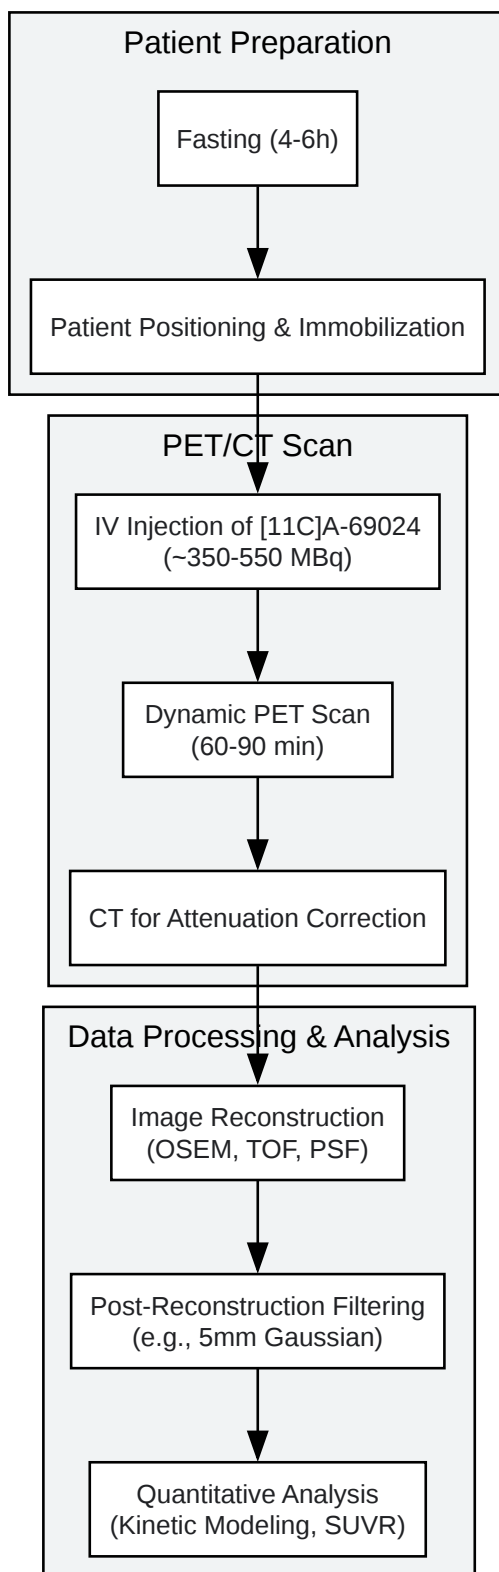 Patient Preparation
Fasting (4-6h)
Patient Positioning & Immobilization
PET/CT Scan
IV Injection of [11C]A-69024
(~350-550 MBq)
Dynamic PET Scan
(60-90 min)
CT for Attenuation Correction
Data Processing & Analysis
Image Reconstruction
(OSEM, TOF, PSF)
Post-Reconstruction Filtering
(e.g., 5mm Gaussian)
Quantitative Analysis
(Kinetic Modeling, SUVR)